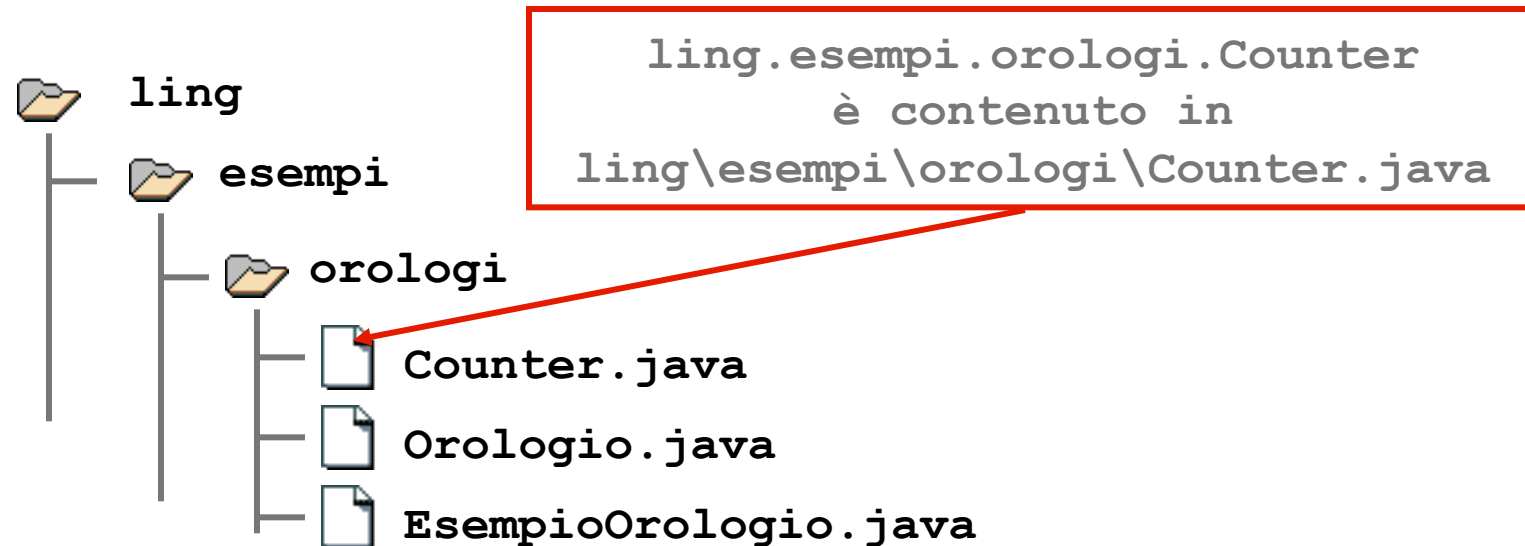 ling.esempi.orologi.Counter
è contenuto in
ling\esempi\orologi\Counter.java
ling
esempi
orologi
Counter.java
Orologio.java
EsempioOrologio.java